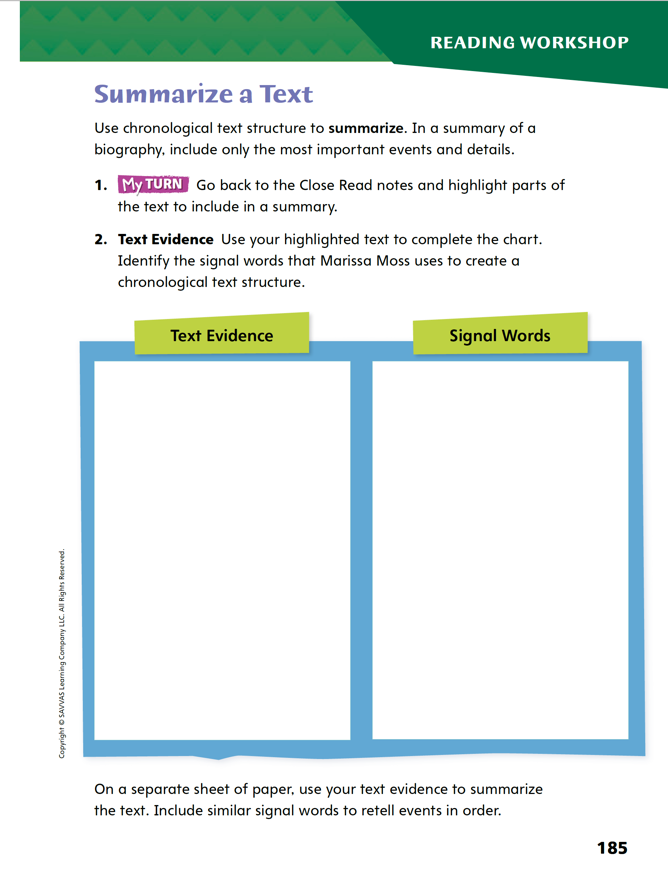 READING WORKSHOP
Summarize a Text
Use chronological text structure to summarize. In a summary of a
biography, include only the most important events and details.
1. My TURN Go back to the Close Read notes and highlight parts of
the text to include in a summary.
2. Text Evidence Use your highlighted text to complete the chart.
Identify the signal words that Marissa Moss uses to create a
chronological text structure.
Text Evidence
Signal Words
Copyright © SAVVAS Learning Company LLC. All Rights Reserved.
On a separate sheet of paper, use your text evidence to summarize
the text. Include similar signal words to retell events in order.
185